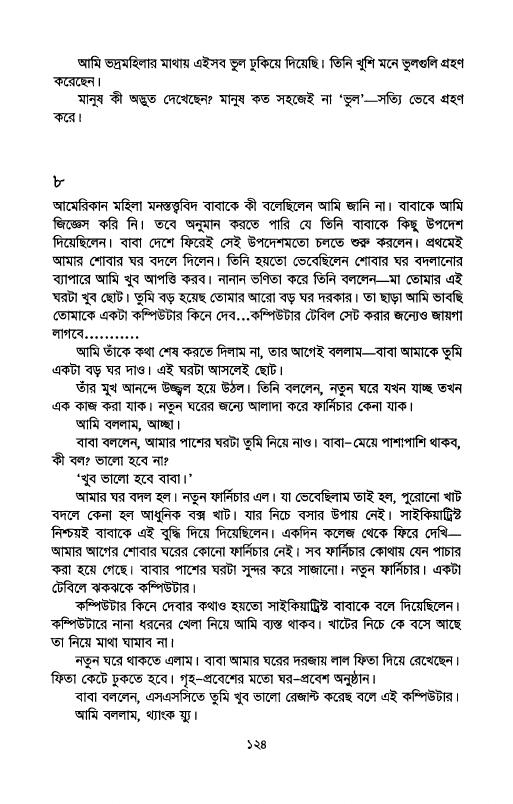 আমি ভদ্রমহিলার মাথায় এইসব ভুল ঢুকিয়ে দিয়েছি। তিনি খুশি মনে ভুলগুলি গ্রহণ
করেছেন।
মানুষ কী অদ্ভুত দেখেছেন? মানুষ কত সহজেই না ‘ভুল’—সত্যি ভেবে গ্রহণ
করে।
৮
আমেরিকান মহিলা মনস্তত্ত্ববিদ বাবাকে কী বলেছিলেন আমি জানি না। বাবাকে আমি
জিজ্ঞেস করি নি। তবে অনুমান করতে পারি যে তিনি বাবাকে কিছু উপদেশ
দিয়েছিলেন। বাবা দেশে ফিরেই সেই উপদেশমতো চলতে শুরু করলেন। প্রথমেই
আমার শোবার ঘর বদলে দিলেন। তিনি হয়তো ভেবেছিলেন শোবার ঘর বদলানোর
ব্যাপারে আমি খুব আপত্তি করব। নানান ভণিতা করে তিনি বললেন—মা তোমার এই
ঘরটা খুব ছোট। তুমি বড় হয়েছ তোমার আরো বড় ঘর দরকার। তা ছাড়া আমি ভাবছি
তোমাকে একটা কম্পিউটার কিনে দেব...কম্পিউটার টেবিল সেট করার জন্যেও জায়গা
লাগবে...........
আমি তাঁকে কথা শেষ করতে দিলাম না, তার আগেই বললাম—বাবা আমাকে তুমি
একটা বড় ঘর দাও। এই ঘরটা আসলেই ছোট।
তাঁর মুখ আনন্দে উজ্জ্বল হয়ে উঠল। তিনি বললেন, নতুন ঘরে যখন যাচ্ছ তখন
এক কাজ করা যাক। নতুন ঘরের জন্যে আলাদা করে ফার্নিচার কেনা যাক।
আমি বললাম, আচ্ছা।
বাবা বললেন, আমার পাশের ঘরটা তুমি নিয়ে নাও। বাবা-মেয়ে পাশাপাশি থাকব,
কী বল? ভালো হবে না?
‘খুব ভালো হবে বাবা।’
আমার ঘর বদল হল। নতুন ফার্নিচার এল। যা ভেবেছিলাম তাই হল, পুরোনো খাট
বদলে কেনা হল আধুনিক বক্স খাট। যার নিচে বসার উপায় নেই। সাইকিয়াট্রিস্ট
নিশ্চয়ই বাবাকে এই বুদ্ধি দিয়ে দিয়েছিলেন। একদিন কলেজ থেকে ফিরে দেখি—
আমার আগের শোবার ঘরের কোনো ফার্নিচার নেই। সব ফার্নিচার কোথায় যেন পাচার
করা হয়ে গেছে। বাবার পাশের ঘরটা সুন্দর করে সাজানো। নতুন ফার্নিচার। একটা
টেবিলে ঝকঝকে কম্পিউটার।
কম্পিউটার কিনে দেবার কথাও হয়তো সাইকিয়াট্রিস্ট বাবাকে বলে দিয়েছিলেন।
কম্পিউটারে নানা ধরনের খেলা নিয়ে আমি ব্যস্ত থাকব। খাটের নিচে কে বসে আছে
তা নিয়ে মাথা ঘামাব না।
নতুন ঘরে থাকতে এলাম। বাবা আমার ঘরের দরজায় লাল ফিতা দিয়ে রেখেছেন।
ফিতা কেটে ঢুকতে হবে। গৃহ-প্রবেশের মতো ঘর-প্রবেশ অনুষ্ঠান।
বাবা বললেন, এসএসসিতে তুমি খুব ভালো রেজাল্ট করেছ বলে এই কম্পিউটার।
আমি বললাম, থ্যাংক য়্যু।
১২৪